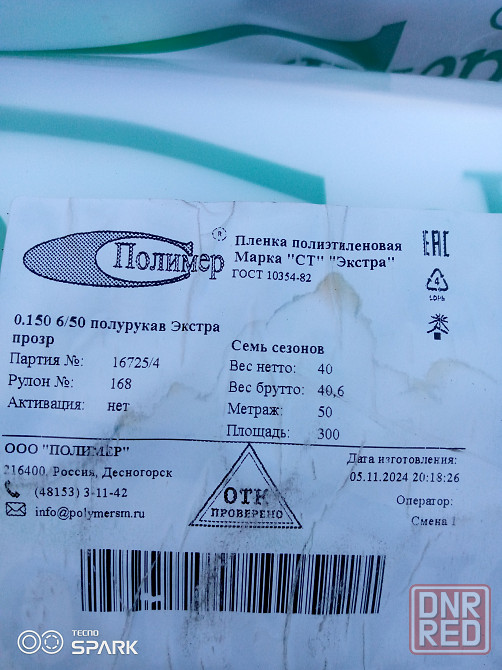 Полимер ®
Пленка полиэтиленовая
Марка "СТ" "Экстра"
ГОСТ 10354-82
ЕАС
4
LDPE
0.150 6/50 полурукав Экстра
прозр
Партия №: 16725/4
Рулон №: 168
Активация: нет
Семь сезонов
Вес нетто: 40
Вес брутто: 40,6
Метраж: 50
Площадь: 300
ООО "ПОЛИМЕР"
216400, Россия, Десногорск
(48153) 3-11-42
info@polymersm.ru
ОТК
ПРОВЕРЕНО
Дата изготовления:
05.11.2024 20:18:26
Оператор:
Смена 1
TECNO
SPARK
DNR
RED